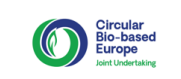 Circular
Bio-based
Europe
Joint Undertaking